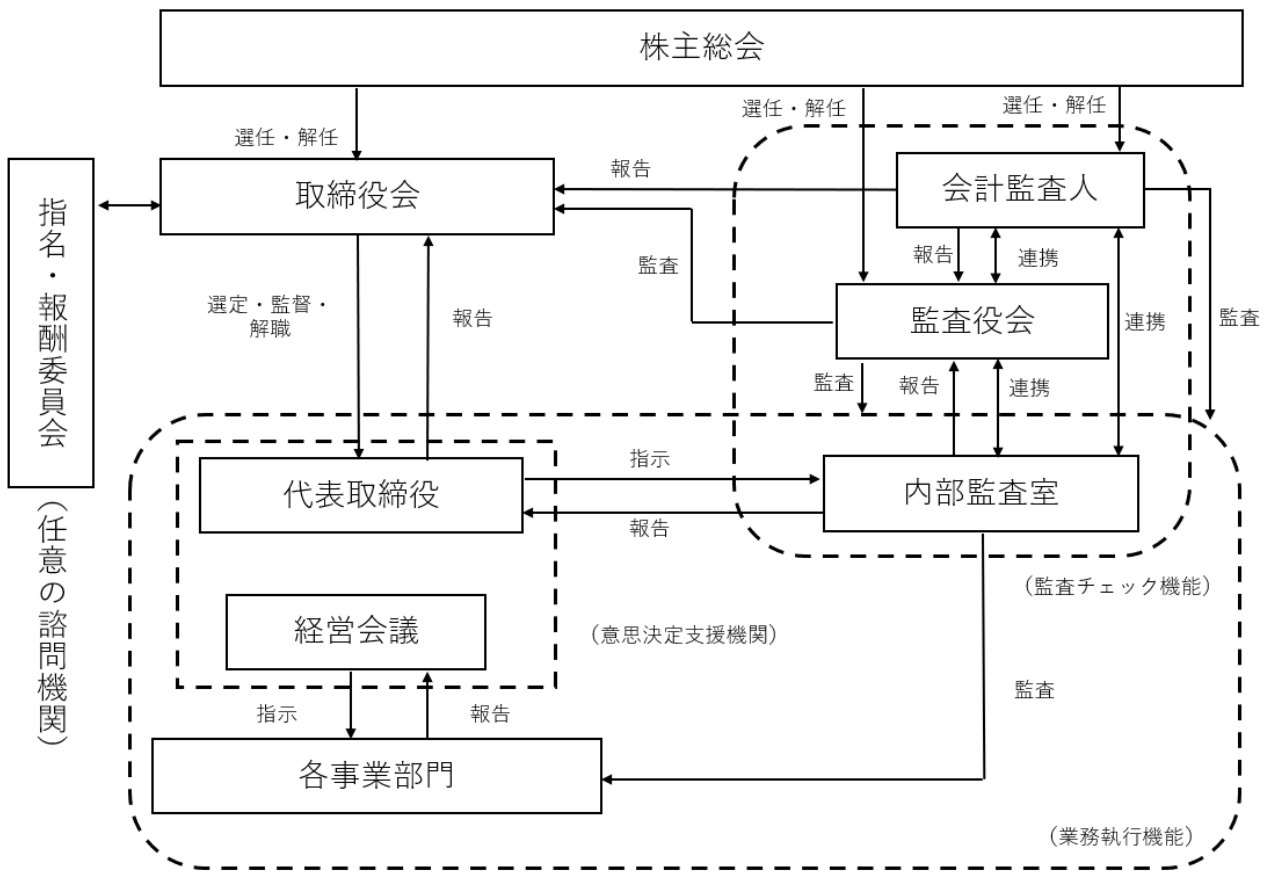 株主総会
選任・解任
選任・解任
選任・解任
取締役会
報告
会計監査人
指名・報酬委員会
(任意の諮問機関)
監査
報告
連携
選定・監督・
解職
報告
監査役会
連携
監査
監査
報告
連携
代表取締役
指示
報告
内部監査室
(監査チェック機能)
経営会議
(意思決定支援機関)
指示
報告
監査
各事業部門
(業務執行機能)